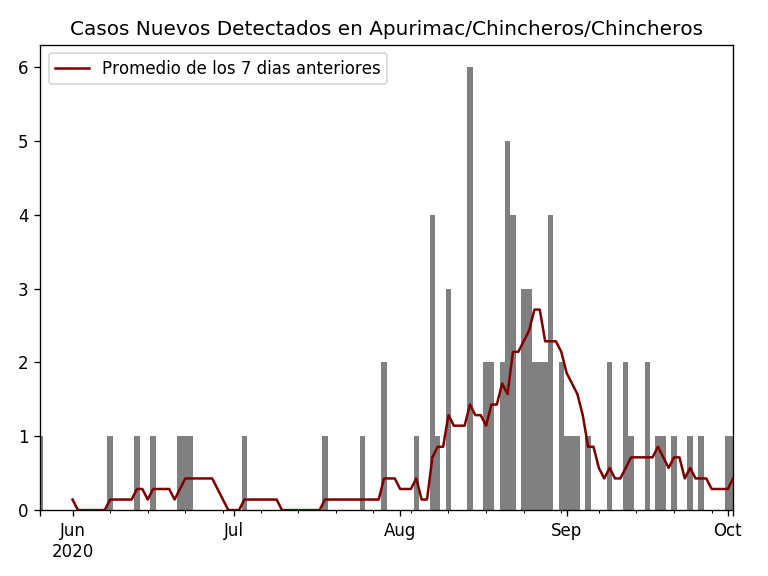 Casos Nuevos Detectados en Apurimac/Chincheros/Chincheros
Promedio de los 7 dias anteriores
6
5
4
3
2
1
0
Jun Jul Aug Sep Oct
2020